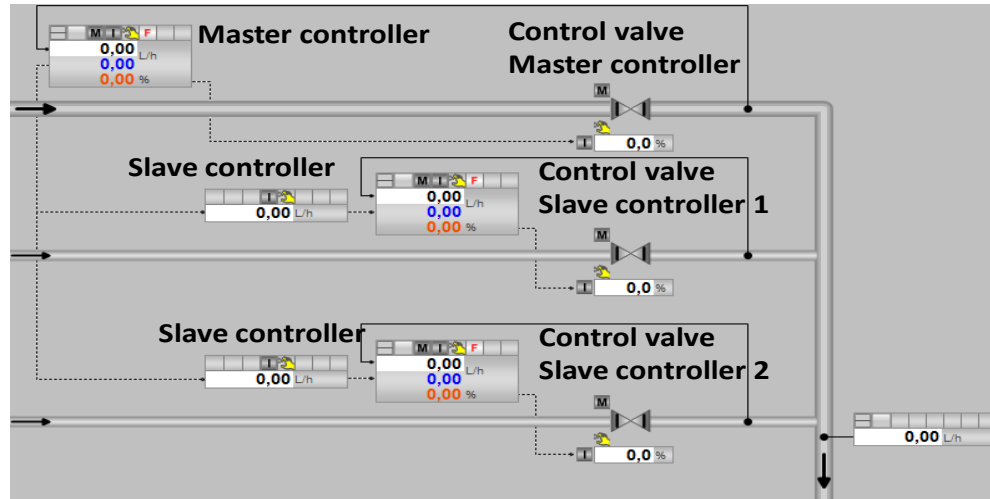 M I F
Master controller
0,00 L/h
0,00
0,00 %
Control valve
Master controller
M
I 0,0 %
Slave controller
I
0,00 L/h
M I F
0,00 L/h
0,00
0,00 %
Control valve
Slave controller 1
M
I 0,0 %
Slave controller
I
0,00 L/h
M I F
0,00 L/h
0,00
0,00 %
Control valve
Slave controller 2
M
I 0,0 %
0,00 L/h